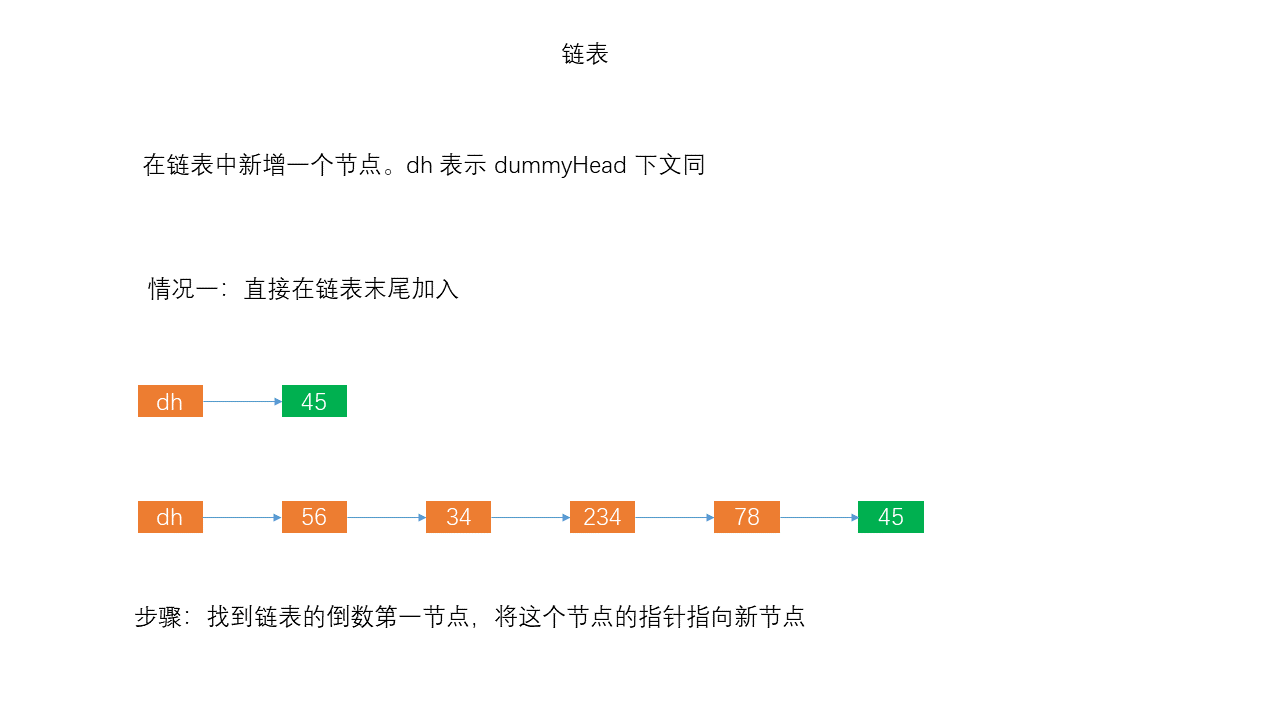 链表
在链表中新增一个节点。dh 表示 dummyHead 下文同
情况一：直接在链表末尾加入
dh 45
dh 56 34 234 78 45
步骤：找到链表的倒数第一节点，将这个节点的指针指向新节点